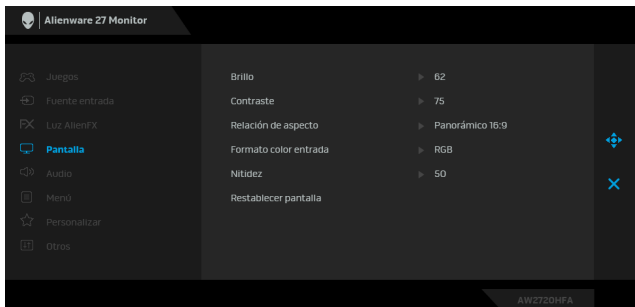 Alienware 27 Monitor
Juegos
Fuente entrada
FX Luz AlienFX
Pantalla
Audio
Menú
Personalizar
Otros
Brillo 62
Contraste 75
Relación de aspecto Panorámico 16:9
Formato color entrada RGB
Nitidez 50
Restablecer pantalla
AW2720HFA